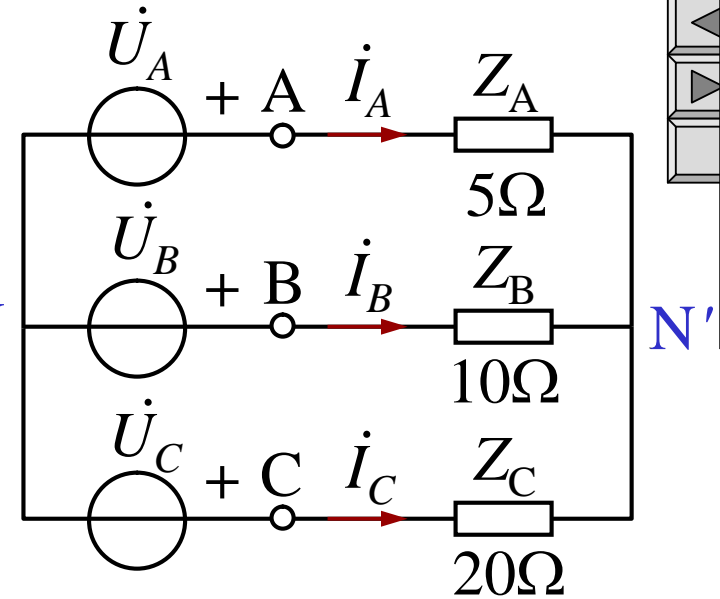 U̇A
+ A İA ZA
5Ω
U̇B
+ B İB ZB
N′
10Ω
U̇C
+ C İC ZC
20Ω